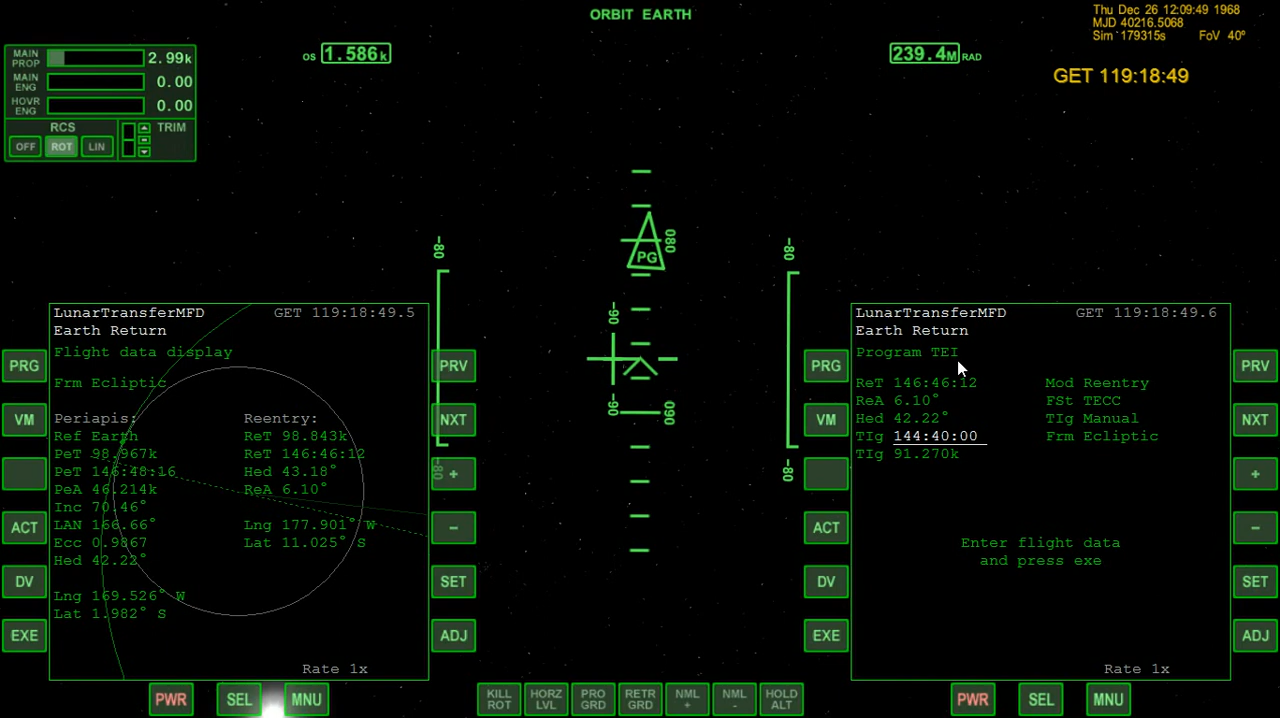 ORBIT EARTH
Thu Dec 26 12:09:49 1968
MJD 40216.5068
Sim 179315s FoV 40°
GET 119:18:49
MAIN PROP 2.99k
MAIN ENG 0.00
HOVR ENG 0.00
RCS TRIM
OFF ROT LIN
OS 1.586k
239.4M RAD
-80
-80
080
PG
-90
-90
060
-80
-80
LunarTransferMFD GET 119:18:49.5
Earth Return
Flight data display
Frm Ecliptic
Periapis: Reentry:
Ref Earth ReT 98.843k
PeT 98.967k ReT 146:46:12
PeT 146:48:16 Hed 43.18°
PeA 46.214k ReA 6.10°
Inc 70.46°
LAN 166.66° Lng 177.901° W
Ecc 0.9867 Lat 11.025° S
Hed 42.22°
Lng 169.526° W
Lat 1.982° S
Rate 1x
PRG
VM
ACT
DV
EXE
PRV
NXT
+
-
SET
ADJ
PWR SEL MNU
KILL ROT
HORZ LVL
PRO GRD
RETR GRD
NML +
NML -
HOLD ALT
LunarTransferMFD GET 119:18:49.6
Earth Return
Program TEI
ReT 146:46:12 Mod Reentry
ReA 6.10° FSt TECC
Hed 42.22° TIg Manual
TIg 144:40:00 Frm Ecliptic
TIg 91.270k
Enter flight data
and press exe
Rate 1x
PRG
VM
ACT
DV
EXE
PRV
NXT
+
-
SET
ADJ
PWR SEL MNU